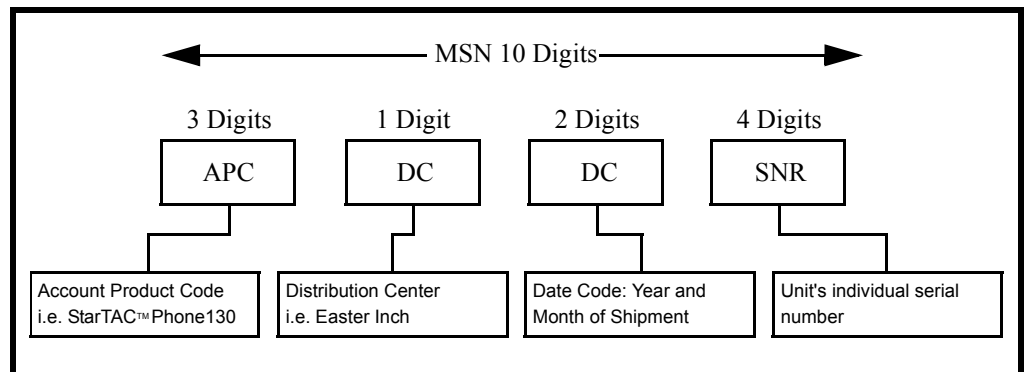 MSN 10 Digits
3 Digits
1 Digit
2 Digits
4 Digits
APC
DC
DC
SNR
Account Product Code
i.e. StarTAC™ Phone130
Distribution Center
i.e. Easter Inch
Date Code: Year and
Month of Shipment
Unit's individual serial
number